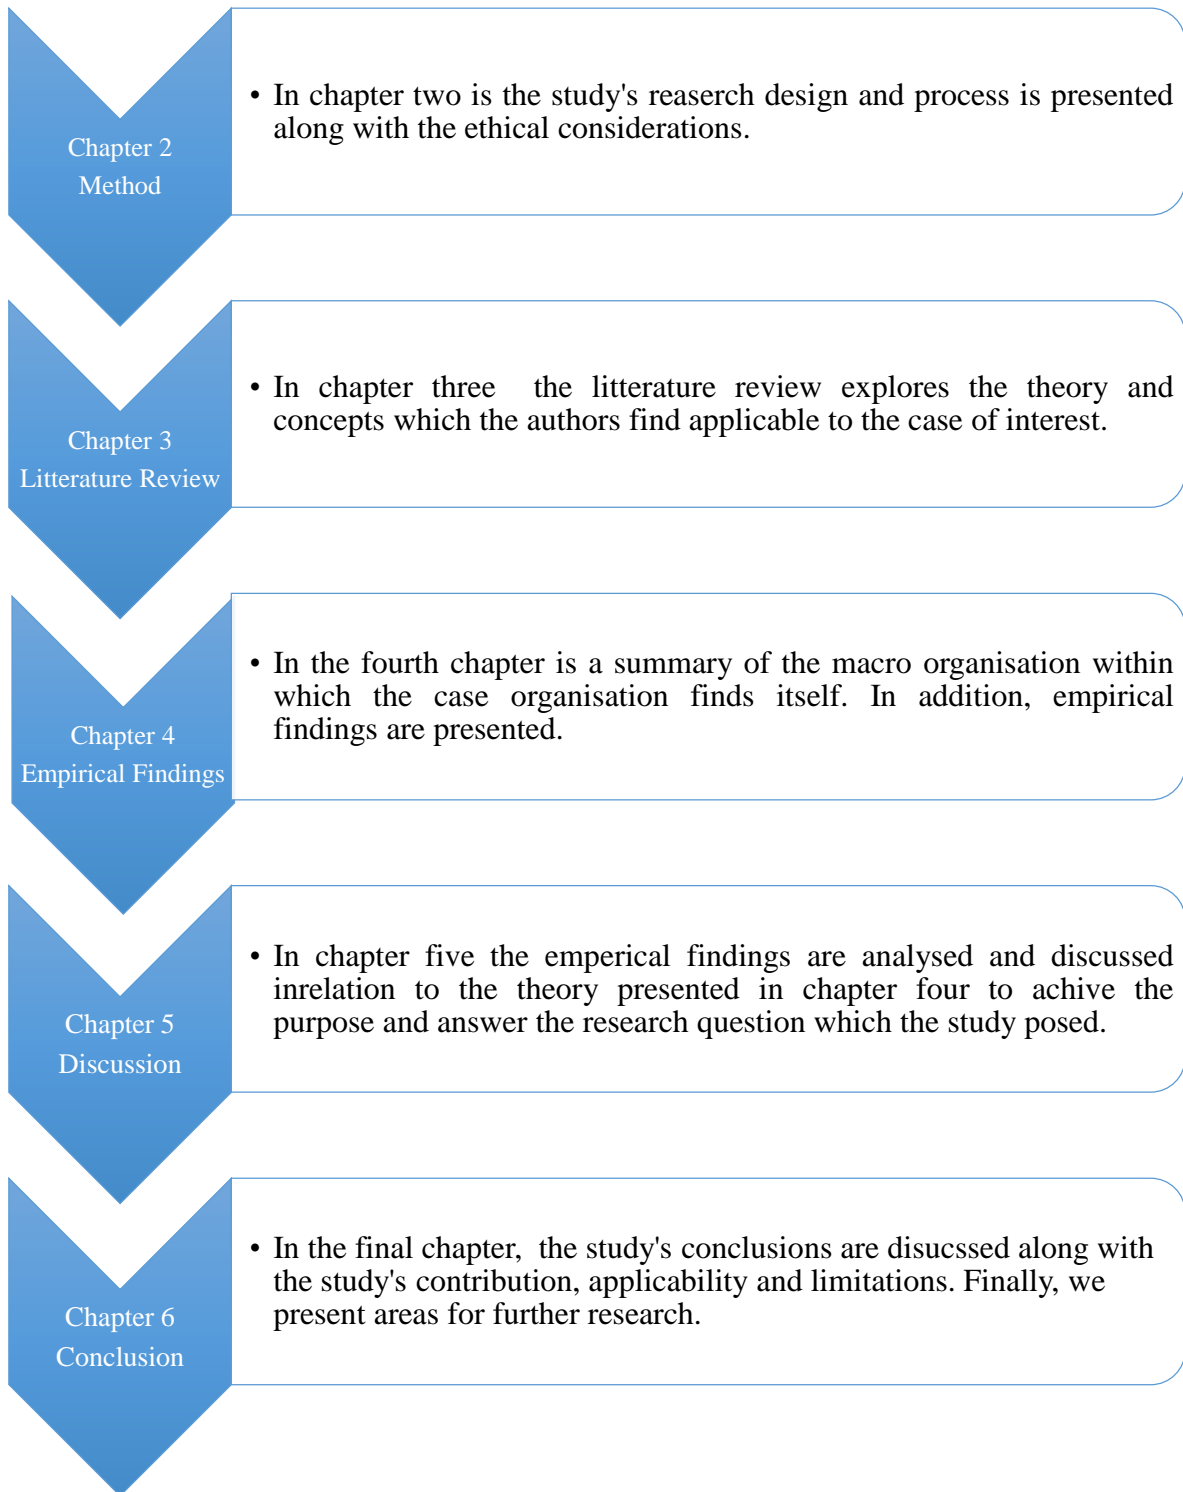 Chapter 2
Method
• In chapter two is the study's reaserch design and process is presented
along with the ethical considerations.
Chapter 3
Litterature Review
• In chapter three the litterature review explores the theory and
concepts which the authors find applicable to the case of interest.
Chapter 4
Empirical Findings
• In the fourth chapter is a summary of the macro organisation within
which the case organisation finds itself. In addition, empirical
findings are presented.
Chapter 5
Discussion
• In chapter five the emperical findings are analysed and discussed
inrelation to the theory presented in chapter four to achive the
purpose and answer the research question which the study posed.
Chapter 6
Conclusion
• In the final chapter, the study's conclusions are disucssed along with
the study's contribution, applicability and limitations. Finally, we
present areas for further research.